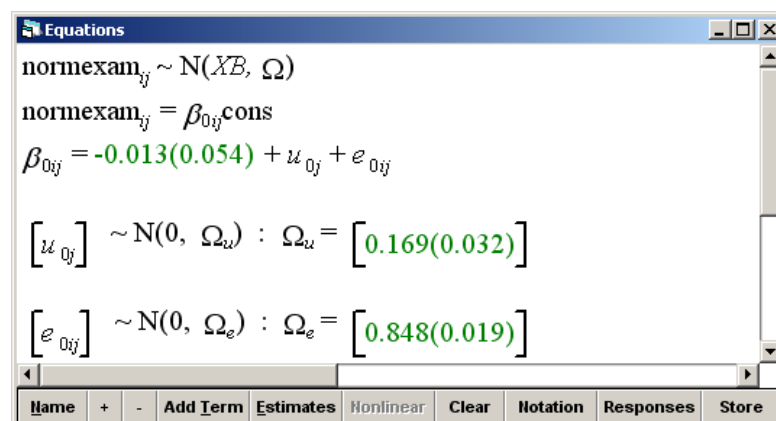 Equations
normexam_ij ~ N(XB, Ω)
normexam_ij = β_0ij cons
β_0ij = -0.013(0.054) + u_0j + e_0ij
[u_0j] ~ N(0, Ω_u) : Ω_u = [0.169(0.032)]
[e_0ij] ~ N(0, Ω_e) : Ω_e = [0.848(0.019)]
Name + - Add Term Estimates Nonlinear Clear Notation Responses Store